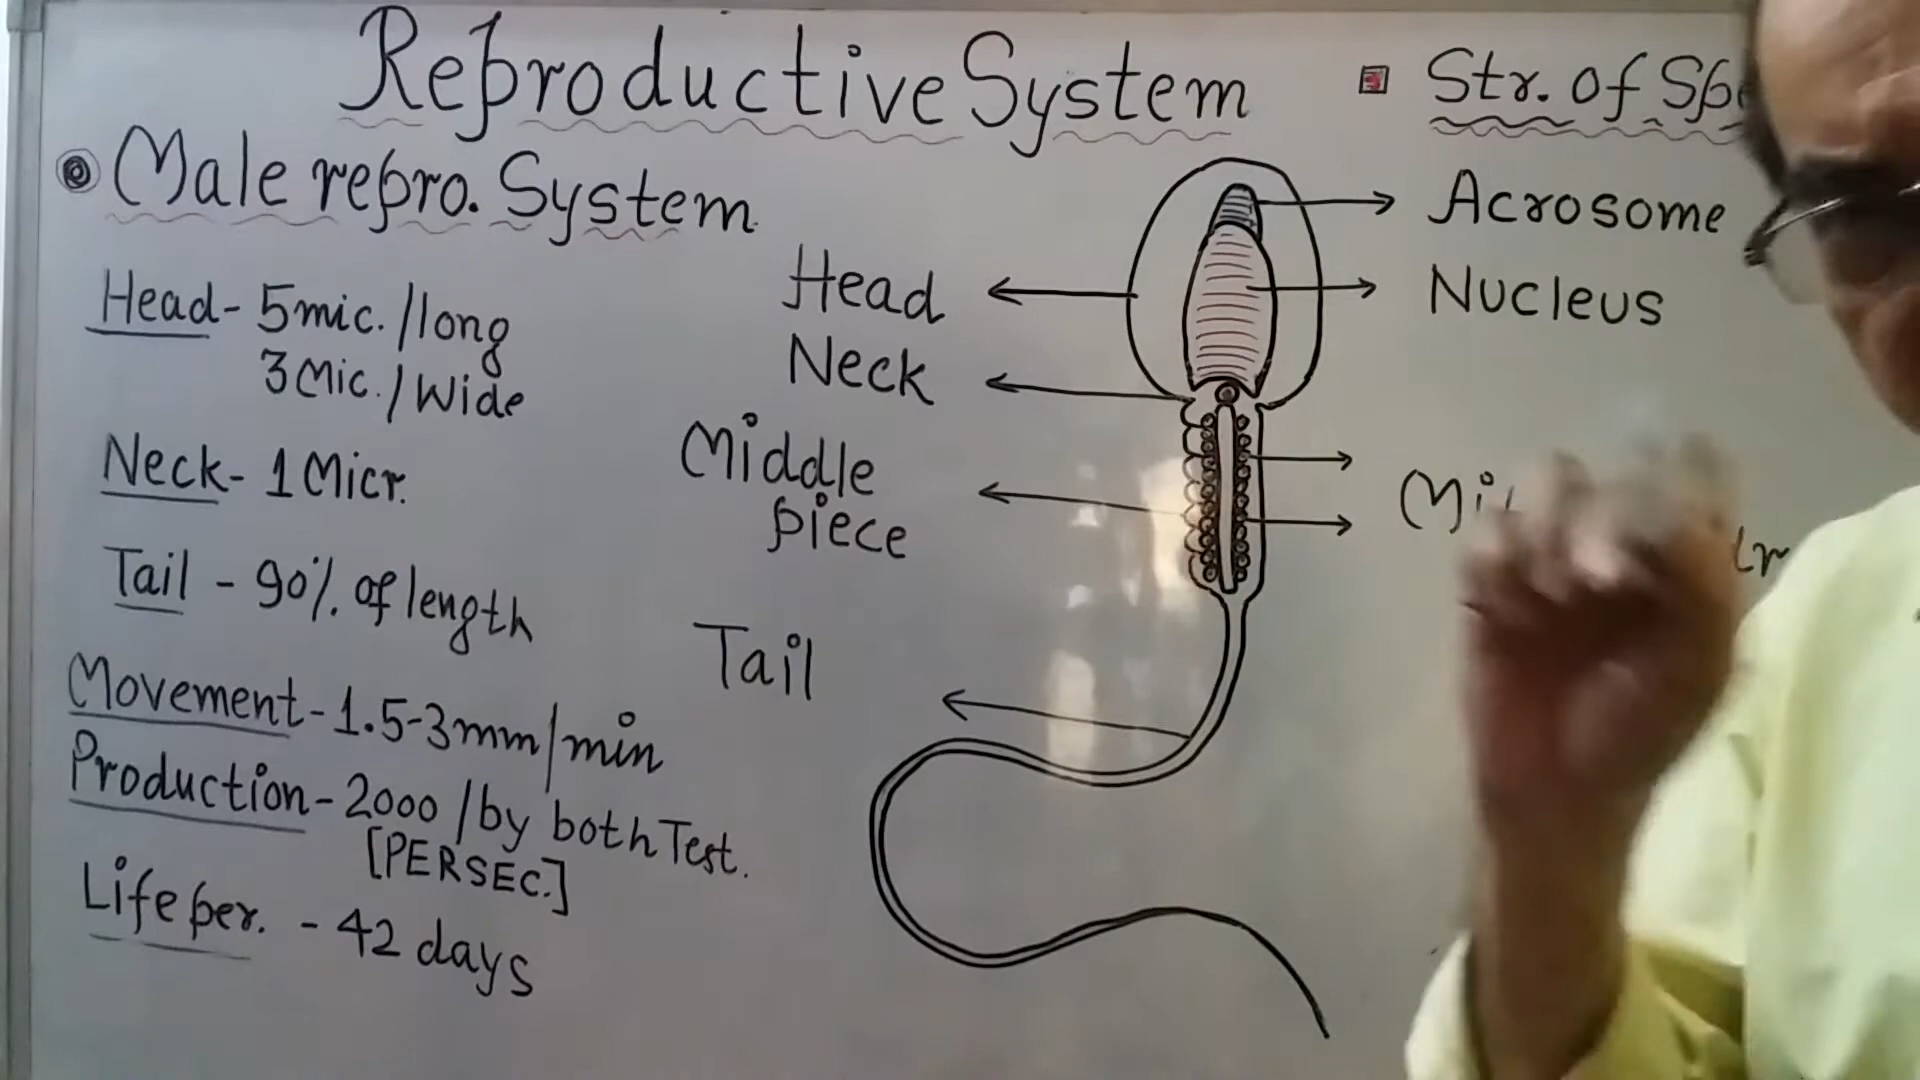 Reproductive System
Male repro. System
Head - 5mic. / long
3 Mic. / Wide
Neck - 1 Micr.
Tail - 90% of length
Movement - 1.5-3mm/min
Production - 2000 / by both Test.
[PER SEC.]
Life per. - 42 days
Head
Neck
Middle
piece
Tail
Str. of
Acrosome
Nucleus